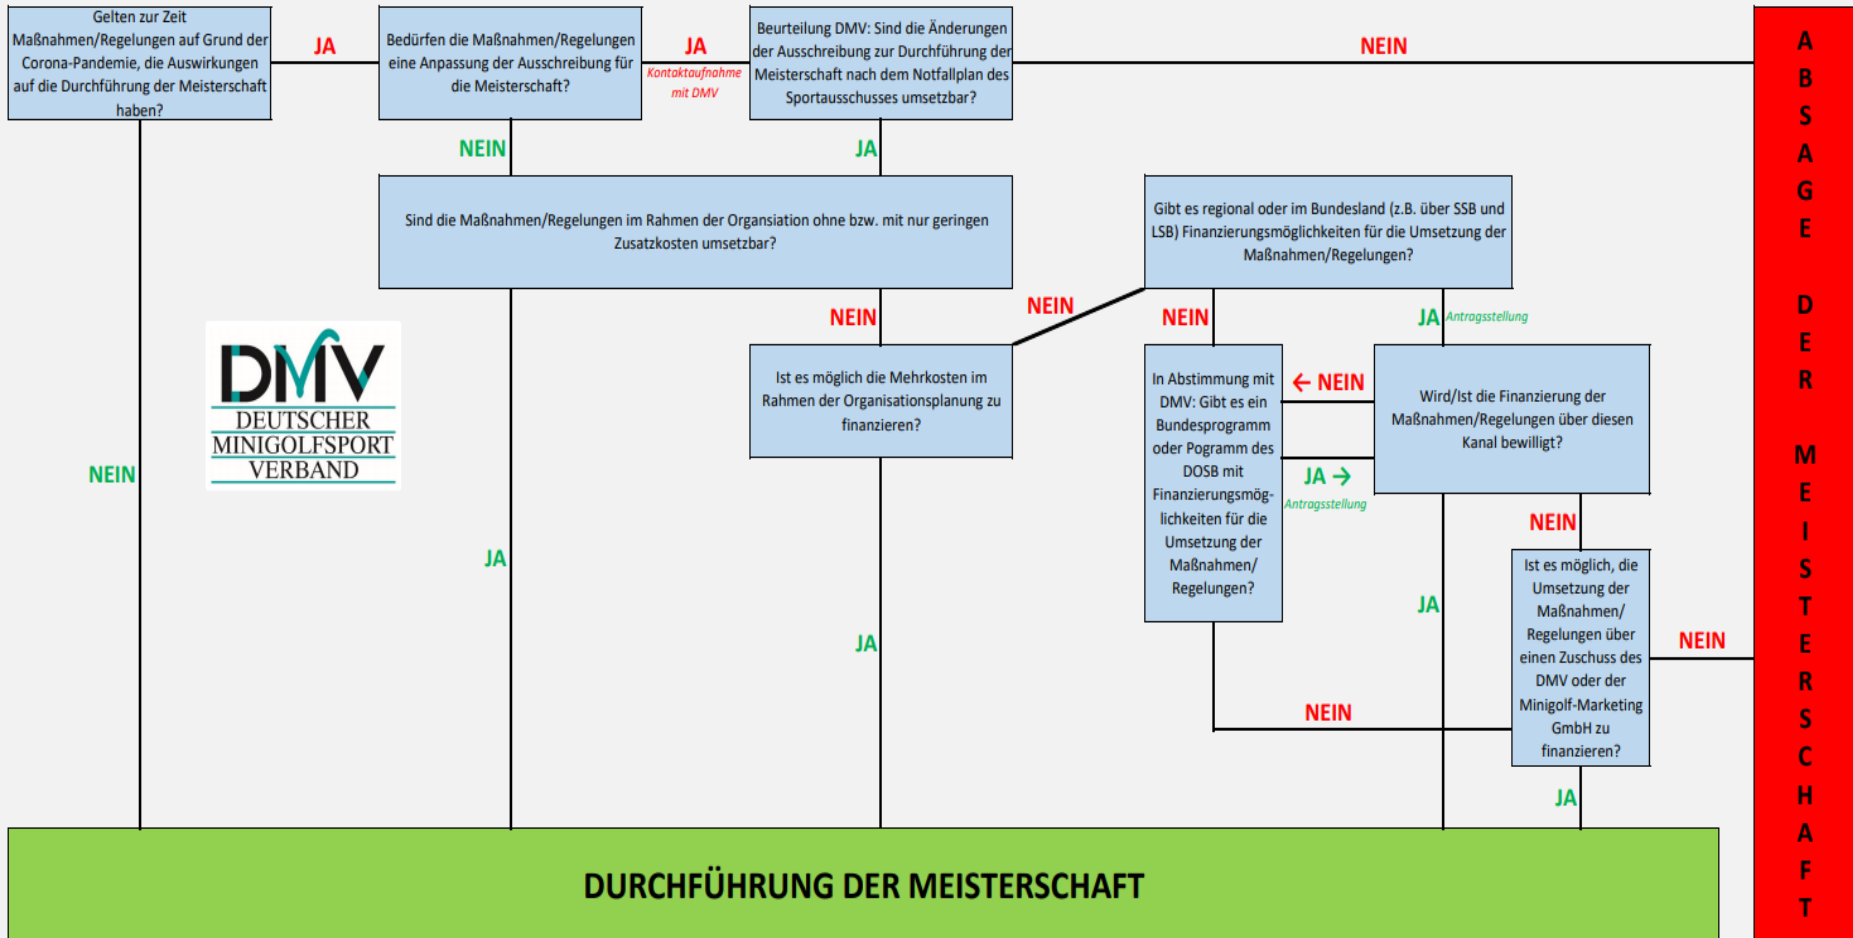 Gelten zur Zeit
Maßnahmen/Regelungen auf Grund der
Corona-Pandemie, die Auswirkungen
auf die Durchführung der Meisterschaft
haben?
JA
Bedürfen die Maßnahmen/Regelungen
eine Anpassung der Ausschreibung für
die Meisterschaft?
JA
Kontaktaufnahme
mit DMV
Beurteilung DMV: Sind die Änderungen
der Ausschreibung zur Durchführung der
Meisterschaft nach dem Notfallplan des
Sportausschusses umsetzbar?
NEIN
NEIN
JA
Sind die Maßnahmen/Regelungen im Rahmen der Organsiation ohne bzw. mit nur geringen
Zusatzkosten umsetzbar?
Gibt es regional oder im Bundesland (z.B. über SSB und
LSB) Finanzierungsmöglichkeiten für die Umsetzung der
Maßnahmen/Regelungen?
NEIN
NEIN
NEIN
JA
Antragsstellung
DMV
DEUTSCHER
MINIGOLFSPORT
VERBAND
Ist es möglich die Mehrkosten im
Rahmen der Organisationsplanung zu
finanzieren?
In Abstimmung mit
DMV: Gibt es ein
Bundesprogramm
oder Pogramm des
DOSB mit
Finanzierungsmög-
lichkeiten für die
Umsetzung der
Maßnahmen/
Regelungen?
← NEIN
JA →
Antragsstellung
Wird/Ist die Finanzierung der
Maßnahmen/Regelungen über diesen
Kanal bewilligt?
NEIN
NEIN
JA
JA
JA
Ist es möglich, die
Umsetzung der
Maßnahmen/
Regelungen über
einen Zuschuss des
DMV oder der
Minigolf-Marketing
GmbH zu
finanzieren?
NEIN
NEIN
JA
DURCHFÜHRUNG DER MEISTERSCHAFT
ABSAGE DER MEISTERSCHAFT